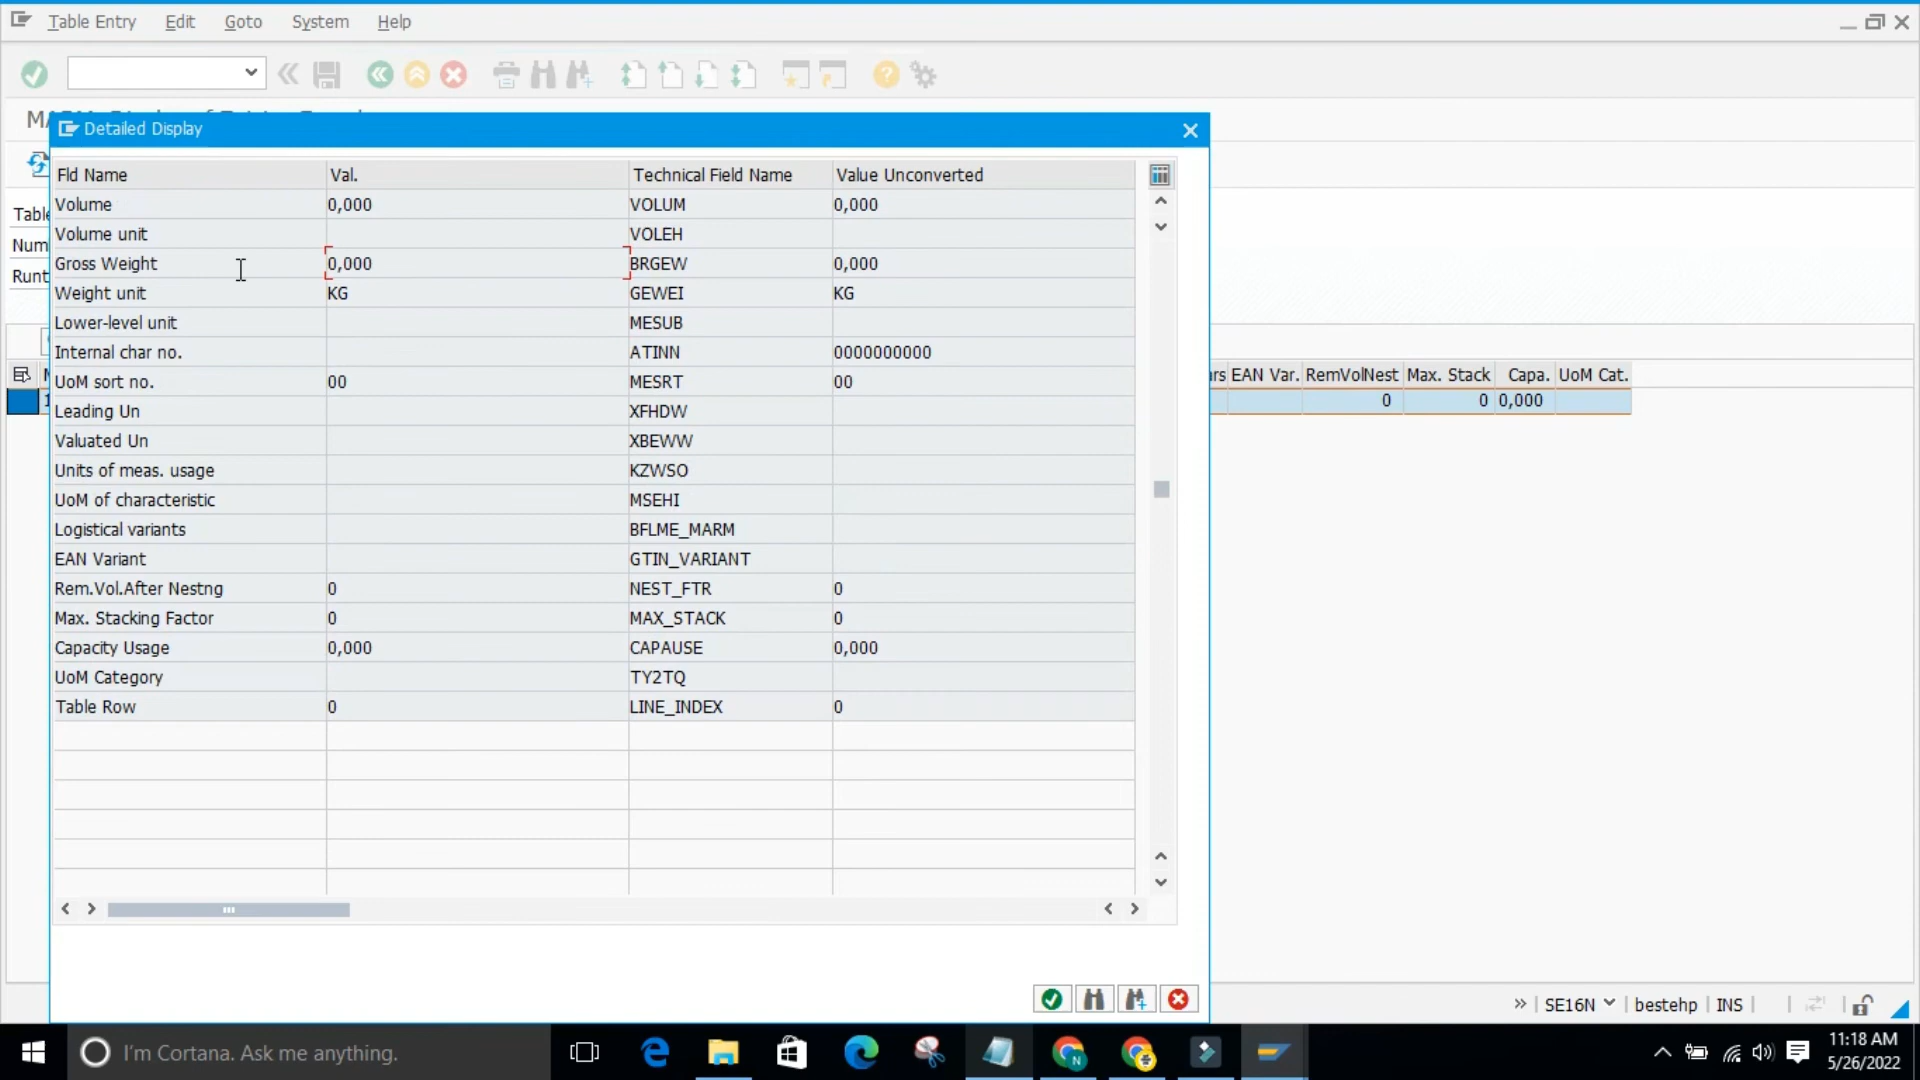 Table Entry Edit Goto System Help
Detailed Display
Fld Name Val. Technical Field Name Value Unconverted
Volume 0,000 VOLUM 0,000
Volume unit VOLEH
Gross Weight 0,000 BRGEW 0,000
Weight unit KG GEWEI KG
Lower-level unit MESUB
Internal char no. ATINN 0000000000
UoM sort no. 00 MESRT 00
Leading Un XFHDW
Valuated Un XBEWW
Units of meas. usage KZWSO
UoM of characteristic MSEHI
Logistical variants BFLME_MARM
EAN Variant GTIN_VARIANT
Rem.Vol.After Nestng 0 NEST_FTR 0
Max. Stacking Factor 0 MAX_STACK 0
Capacity Usage 0,000 CAPAUSE 0,000
UoM Category TY2TQ
Table Row 0 LINE_INDEX 0
EAN Var. RemVolNest Max. Stack Capa. UoM Cat.
0 0 0,000
SE16N bestehp INS
I'm Cortana. Ask me anything.
11:18 AM
5/26/2022